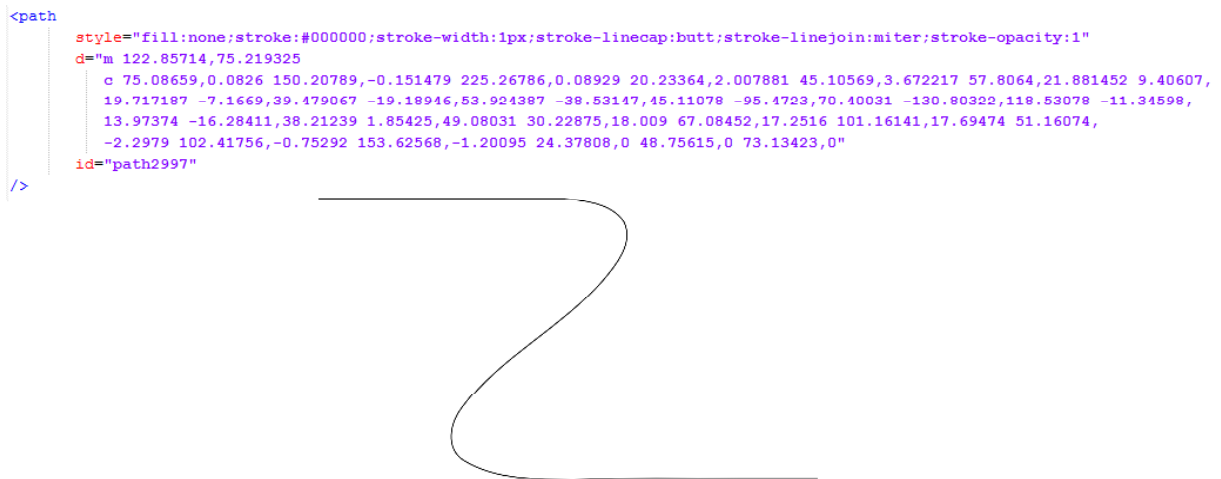 <path
style="fill:none;stroke:#000000;stroke-width:1px;stroke-linecap:butt;stroke-linejoin:miter;stroke-opacity:1"
d="m 122.85714,75.219325
c 75.08659,0.0826 150.20789,-0.151479 225.26786,0.08929 20.23364,2.007881 45.10569,3.672217 57.8064,21.881452 9.40607,
19.717187 -7.1669,39.479067 -19.18946,53.924387 -38.53147,45.11078 -95.4723,70.40031 -130.80322,118.53078 -11.34598,
13.97374 -16.28411,38.21239 1.85425,49.08031 30.22875,18.009 67.08452,17.2516 101.16141,17.69474 51.16074,
-2.2979 102.41756,-0.75292 153.62568,-1.20095 24.37808,0 48.75615,0 73.13423,0"
id="path2997"
/>